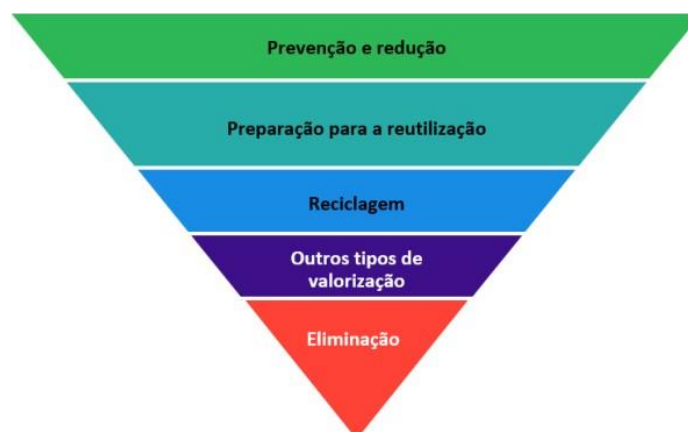 Prevenção e redução
Preparação para a reutilização
Reciclagem
Outros tipos de
valorização
Eliminação